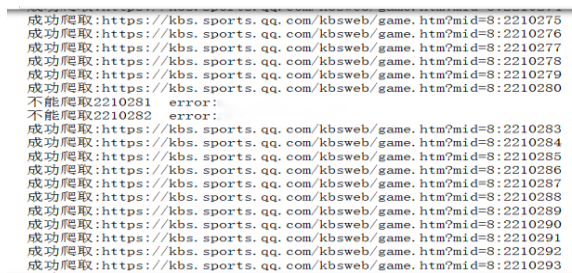 成功爬取:https://kbs.sports.qq.com/kbsweb/game.htm?mid=8:2210275
成功爬取:https://kbs.sports.qq.com/kbsweb/game.htm?mid=8:2210276
成功爬取:https://kbs.sports.qq.com/kbsweb/game.htm?mid=8:2210277
成功爬取:https://kbs.sports.qq.com/kbsweb/game.htm?mid=8:2210278
成功爬取:https://kbs.sports.qq.com/kbsweb/game.htm?mid=8:2210279
成功爬取:https://kbs.sports.qq.com/kbsweb/game.htm?mid=8:2210280
不能爬取2210281 error:
不能爬取2210282 error:
成功爬取:https://kbs.sports.qq.com/kbsweb/game.htm?mid=8:2210283
成功爬取:https://kbs.sports.qq.com/kbsweb/game.htm?mid=8:2210284
成功爬取:https://kbs.sports.qq.com/kbsweb/game.htm?mid=8:2210285
成功爬取:https://kbs.sports.qq.com/kbsweb/game.htm?mid=8:2210286
成功爬取:https://kbs.sports.qq.com/kbsweb/game.htm?mid=8:2210287
成功爬取:https://kbs.sports.qq.com/kbsweb/game.htm?mid=8:2210288
成功爬取:https://kbs.sports.qq.com/kbsweb/game.htm?mid=8:2210289
成功爬取:https://kbs.sports.qq.com/kbsweb/game.htm?mid=8:2210290
成功爬取:https://kbs.sports.qq.com/kbsweb/game.htm?mid=8:2210291
成功爬取:https://kbs.sports.qq.com/kbsweb/game.htm?mid=8:2210292
成功爬取:https://kbs.sports.qq.com/kbsweb/game.htm?mid=8:2210293